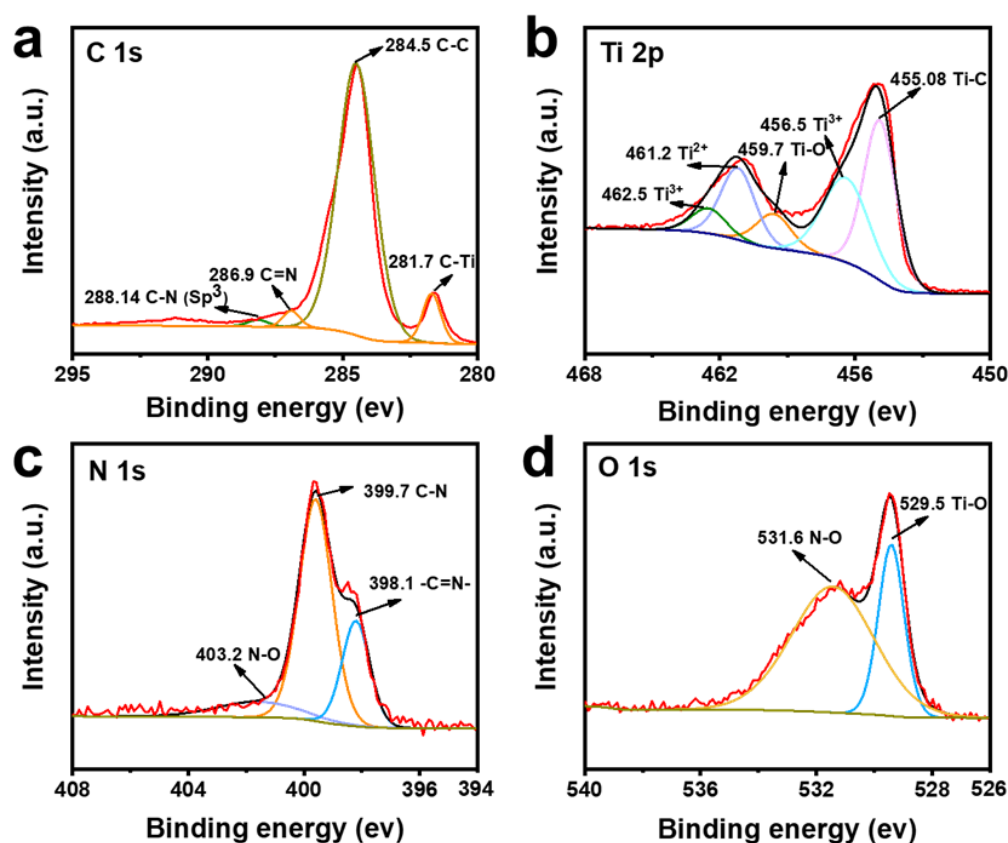 a
C 1s
284.5 C-C
281.7 C-Ti
286.9 C=N
288.14 C-N (Sp³)
Intensity (a.u.)
295 290 285 280
Binding energy (ev)
b
Ti 2p
455.08 Ti-C
456.5 Ti³⁺
459.7 Ti-O
461.2 Ti²⁺
462.5 Ti³⁺
Intensity (a.u.)
468 462 456 450
Binding energy (ev)
c
N 1s
399.7 C-N
398.1 -C=N-
403.2 N-O
Intensity (a.u.)
408 404 400 396 394
Binding energy (ev)
d
O 1s
529.5 Ti-O
531.6 N-O
Intensity (a.u.)
540 536 532 528 526
Binding energy (ev)